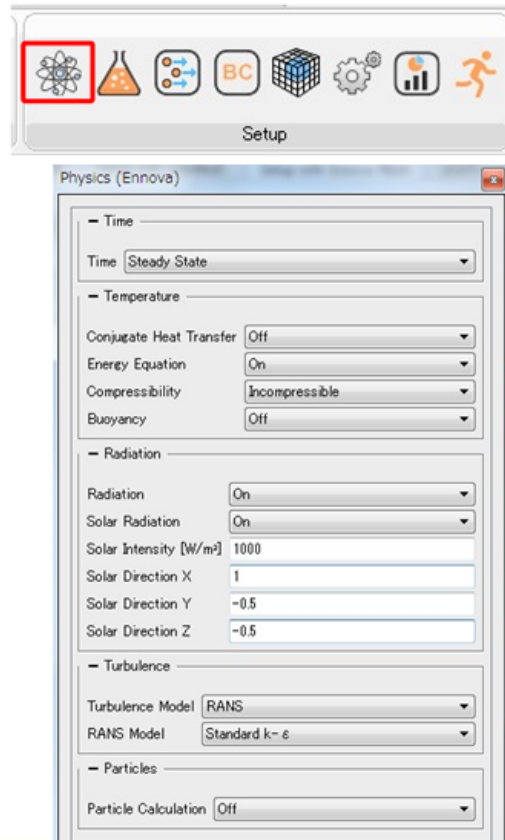 BC
Setup
Physics (Ennova)
Time
Time Steady State
Temperature
Conjugate Heat Transfer Off
Energy Equation On
Compressibility Incompressible
Buoyancy Off
Radiation
Radiation On
Solar Radiation On
Solar Intensity [W/m²] 1000
Solar Direction X 1
Solar Direction Y -0.5
Solar Direction Z -0.5
Turbulence
Turbulence Model RANS
RANS Model Standard k- ε
Particles
Particle Calculation Off